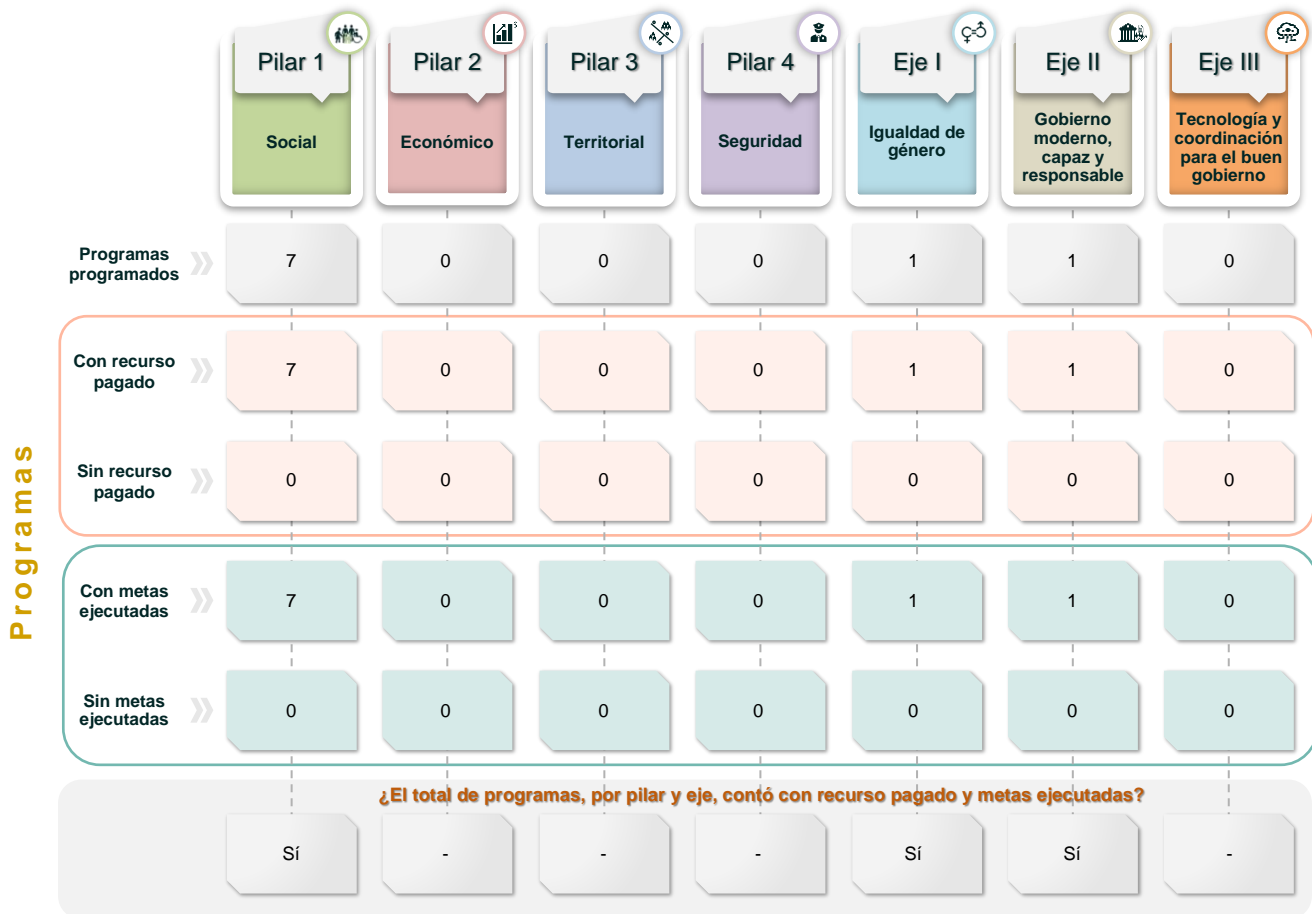 Pilar 1
Pilar 2
Pilar 3
Pilar 4
Eje I
Eje II
Eje III
Social
Económico
Territorial
Seguridad
Igualdad de
género
Gobierno
moderno,
capaz y
responsable
Tecnología y
coordinación
para el buen
gobierno
Programas
Programas
programados
7 0 0 0 1 1 0
Con recurso
pagado
7 0 0 0 1 1 0
Sin recurso
pagado
0 0 0 0 0 0 0
Con metas
ejecutadas
7 0 0 0 1 1 0
Sin metas
ejecutadas
0 0 0 0 0 0 0
¿El total de programas, por pilar y eje, contó con recurso pagado y metas ejecutadas?
Sí - - - Sí Sí -